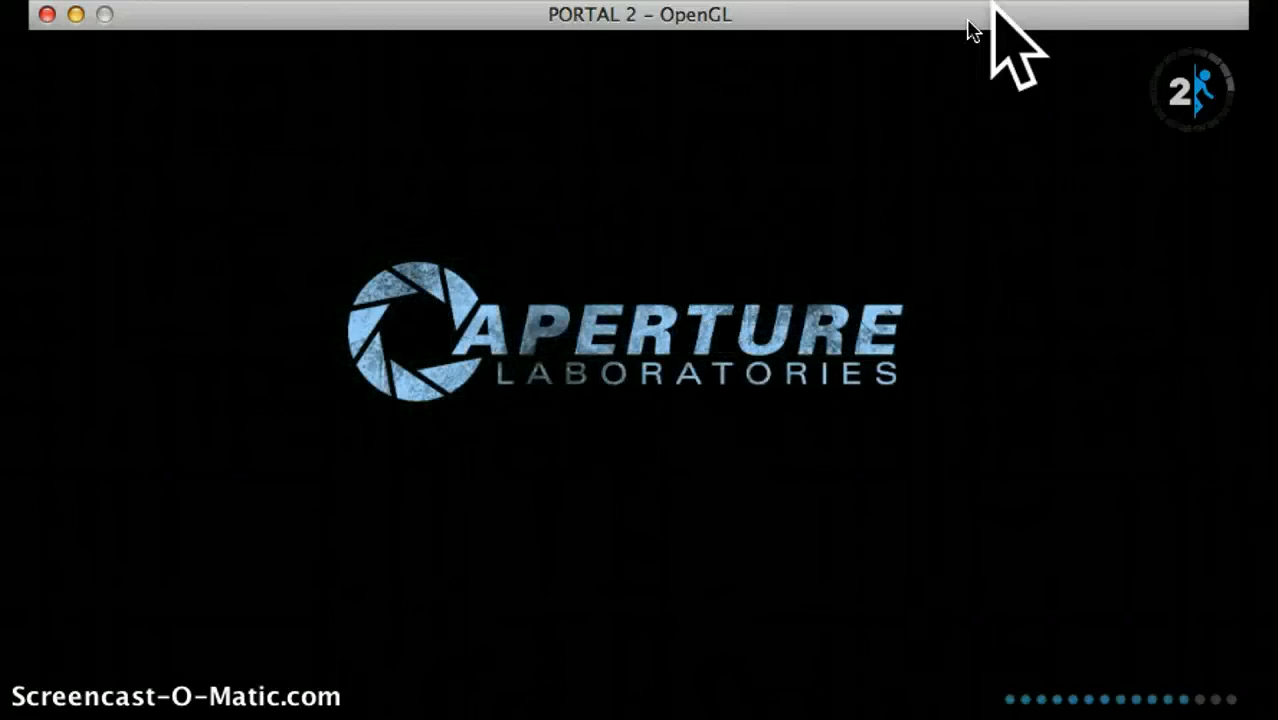 PORTAL 2 - OpenGL
2
APERTURE
LABORATORIES
Screencast-O-Matic.com